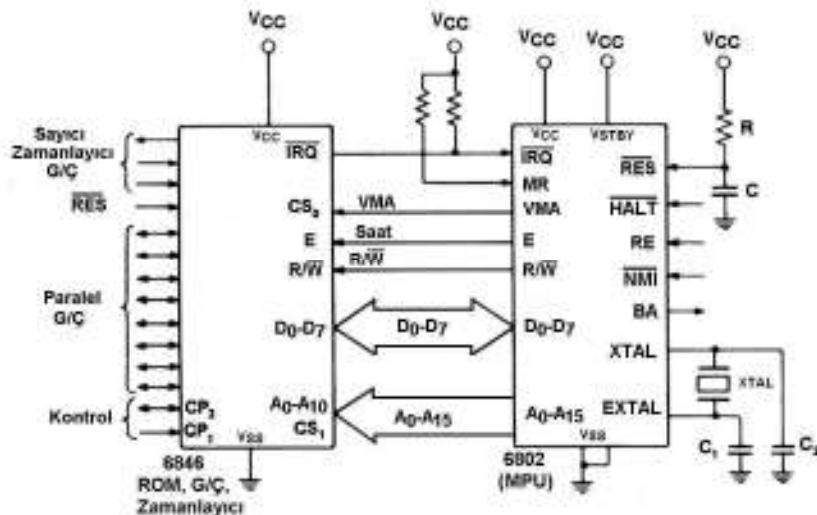 VCC
VCC
VCC
VCC
VCC
Sayıcı
Zamanlayıcı
G/Ç
RES
Paralel
G/Ç
Kontrol
VCC
IRQ
CS2
E
R/W
D0-D7
A0-A10
CS1
CP2
CP1
VSS
6846
ROM, G/Ç,
Zamanlayıcı
VMA
Saat
R/W
D0-D7
A0-A15
VCC
VSTBY
IRQ
MR
VMA
E
R/W
D0-D7
A0-A15
VSS
RES
HALT
RE
NMI
BA
XTAL
EXTAL
6802
(MPU)
R
C
XTAL
C1
C2